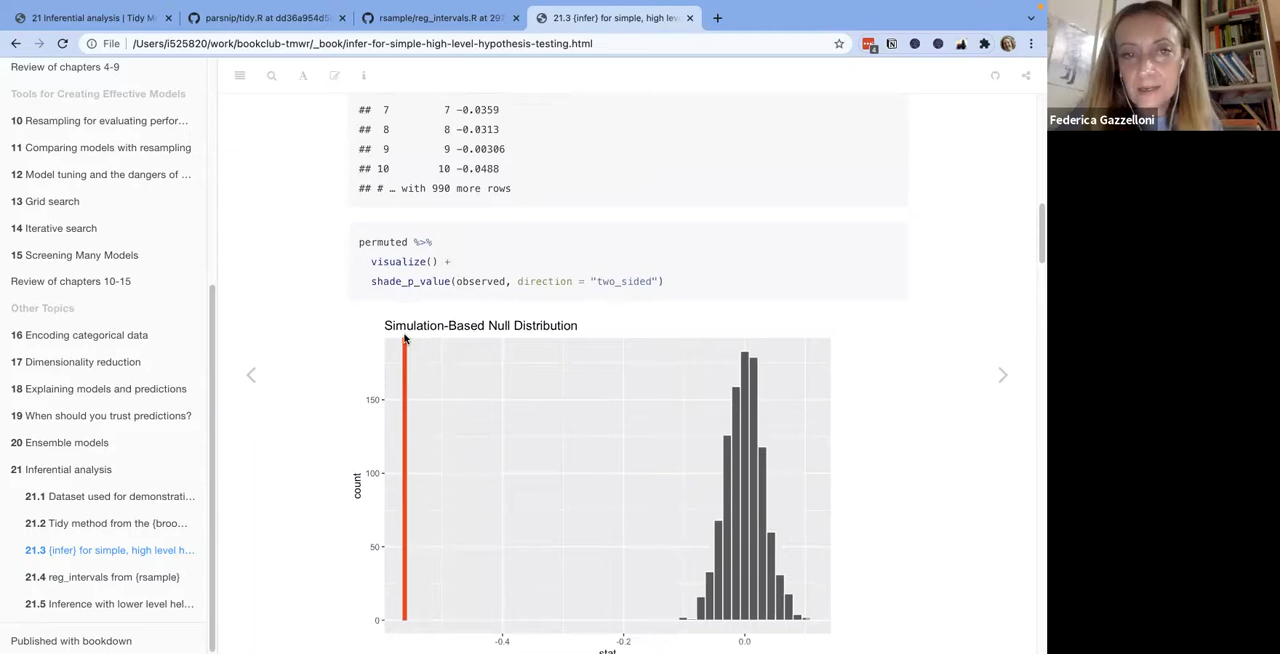 21 Inferential analysis | Tidy M
parsnip/tidy.R at dd36a954d5
rsample/reg_intervals.R at 297
21.3 {infer} for simple, high lev
File
/Users/i525820/work/bookclub-tmwr/_book/infer-for-simple-high-level-hypothesis-testing.html
4
Federica Gazzelloni
Review of chapters 4-9
Tools for Creating Effective Models
10 Resampling for evaluating perfor...
11 Comparing models with resampling
12 Model tuning and the dangers of ...
13 Grid search
14 Iterative search
15 Screening Many Models
Review of chapters 10-15
Other Topics
16 Encoding categorical data
17 Dimensionality reduction
18 Explaining models and predictions
19 When should you trust predictions?
20 Ensemble models
21 Inferential analysis
21.1 Dataset used for demonstrati...
21.2 Tidy method from the {broo...
21.3 {infer} for simple, high level h...
21.4 reg_intervals from {rsample}
21.5 Inference with lower level hel...
Published with bookdown
A
i
## 7 7 -0.0359
## 8 8 -0.0313
## 9 9 -0.00306
## 10 10 -0.0488
## # … with 990 more rows
permuted %>%
visualize() +
shade_p_value(observed, direction = "two_sided")
Simulation-Based Null Distribution
150
100
50
0
count
-0.4
-0.2
0.0
stat